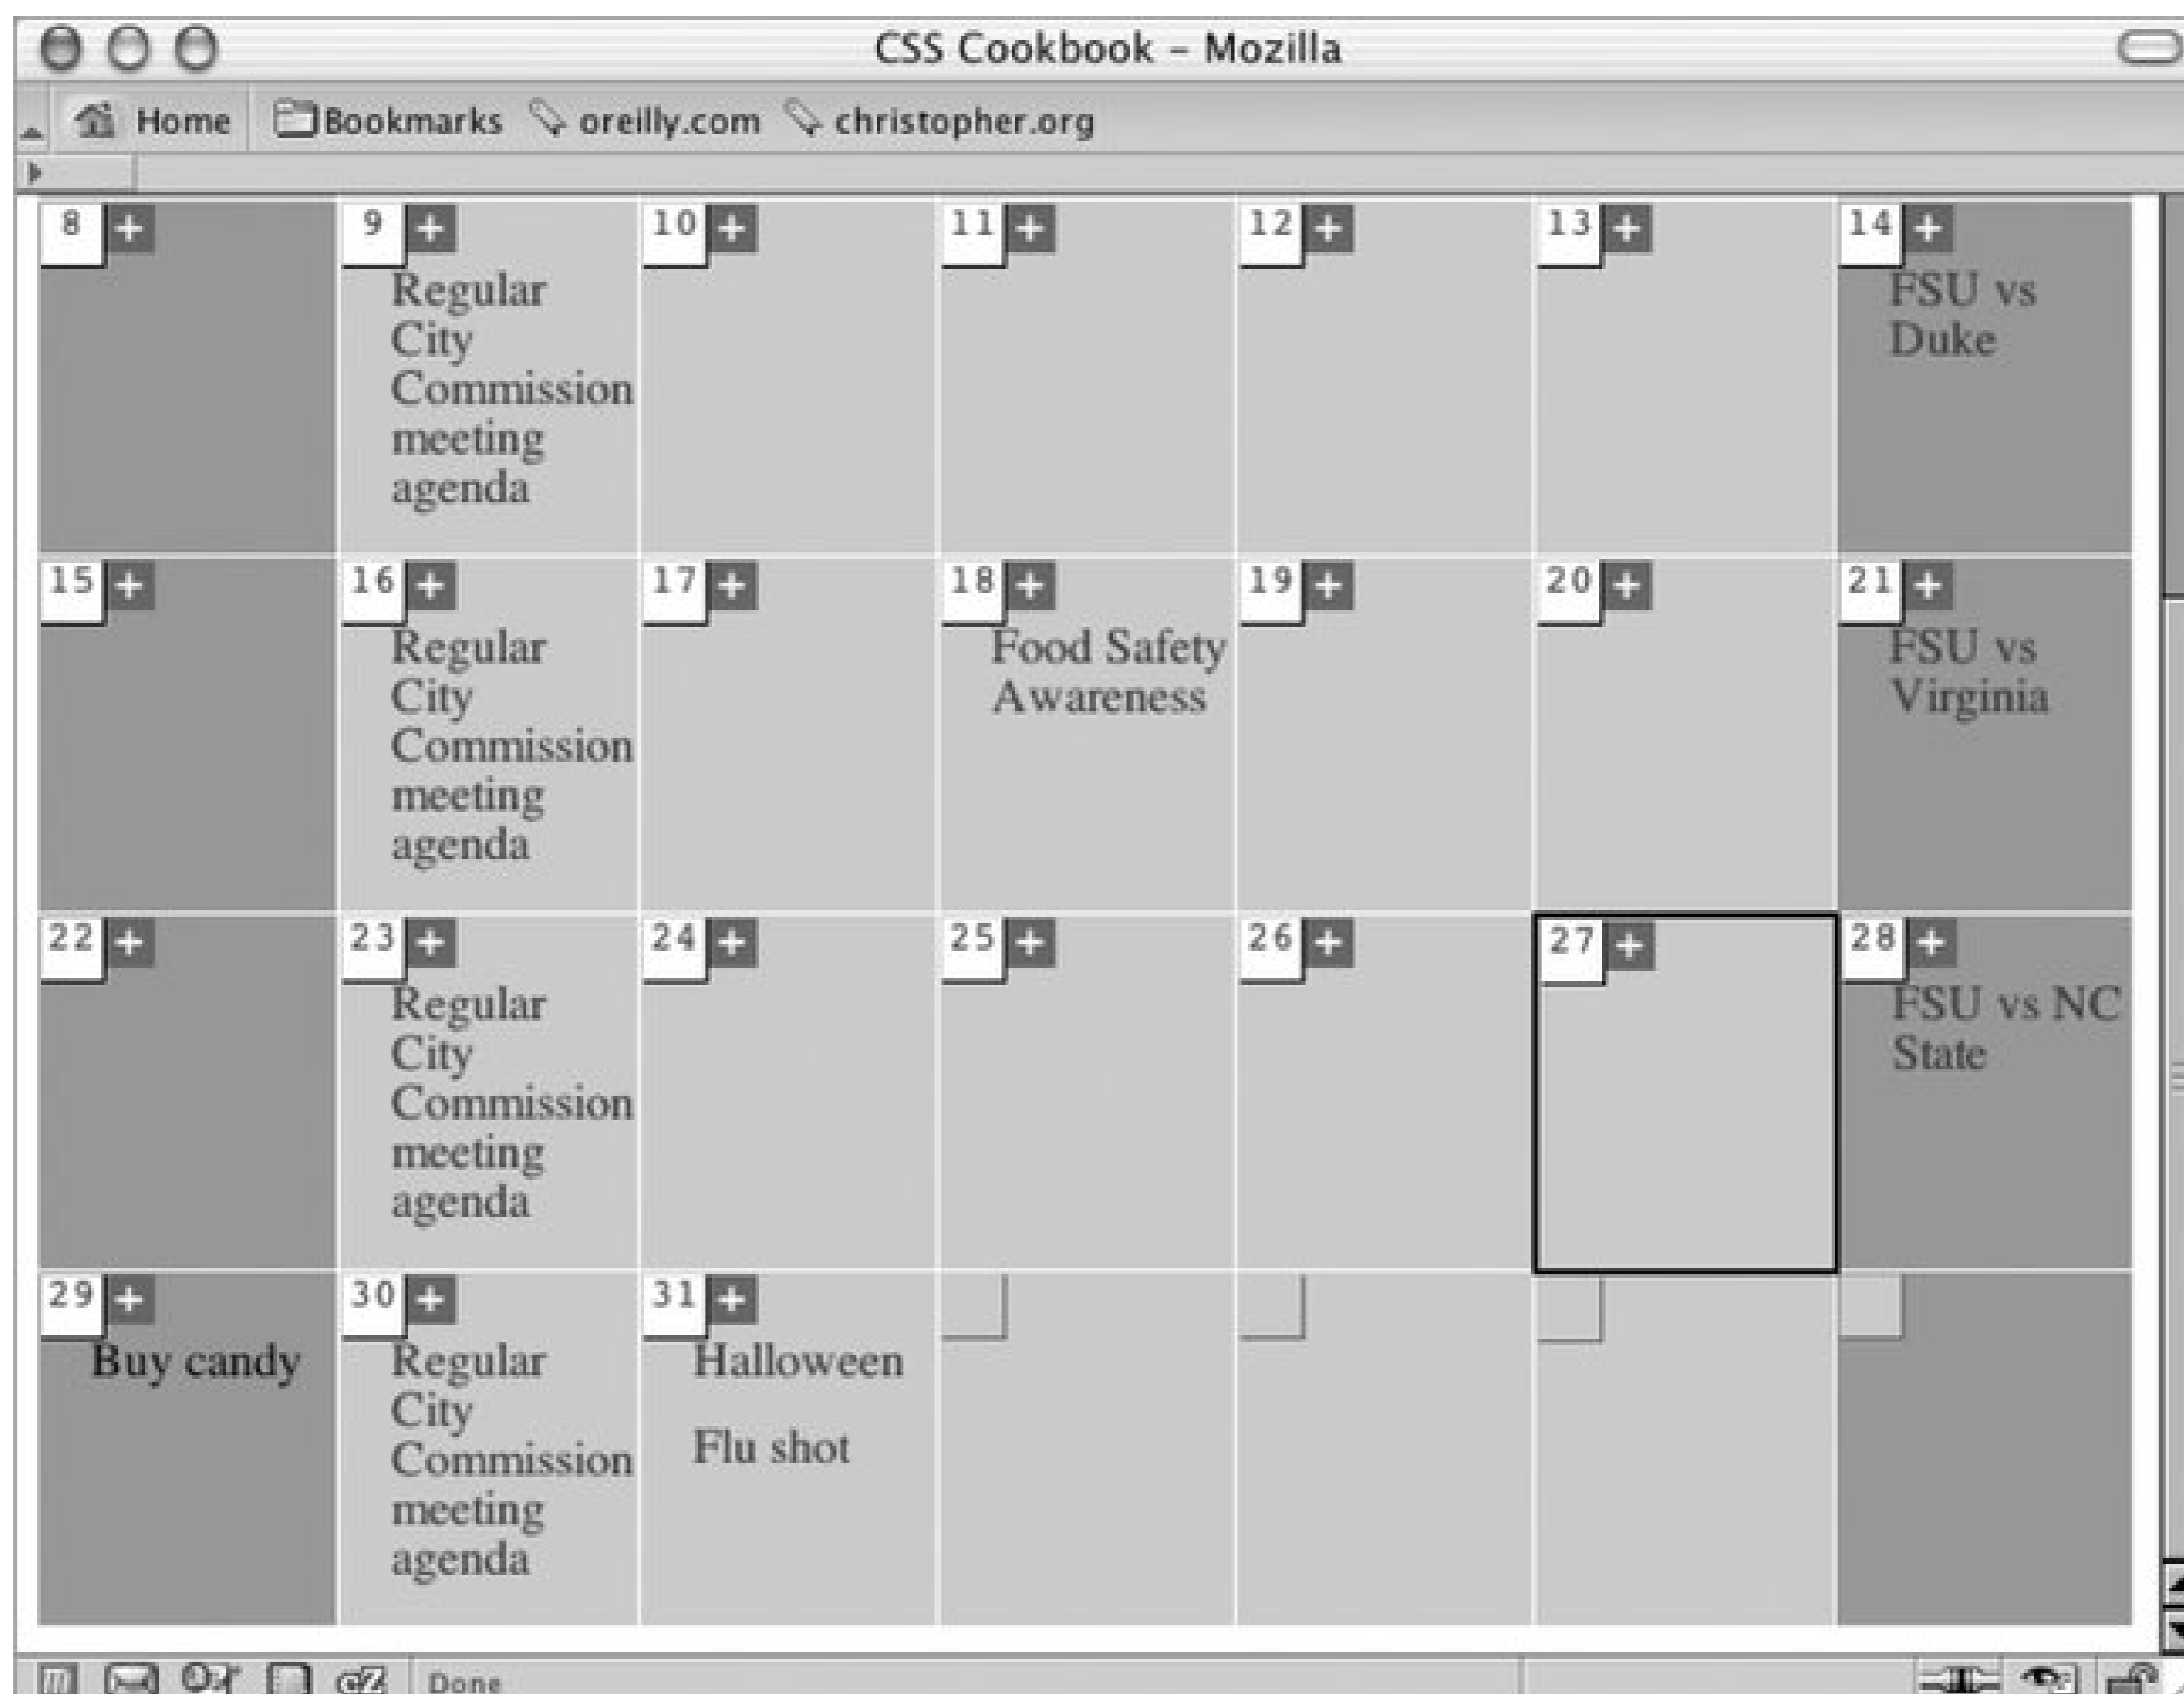 CSS Cookbook – Mozilla
Home Bookmarks oreilly.com christopher.org
8 + 9 + 10 + 11 + 12 + 13 + 14 +
Regular
City
Commission
meeting
agenda
FSU vs
Duke
15 + 16 + 17 + 18 + 19 + 20 + 21 +
Regular
City
Commission
meeting
agenda
Food Safety
Awareness
FSU vs
Virginia
22 + 23 + 24 + 25 + 26 + 27 + 28 +
Regular
City
Commission
meeting
agenda
FSU vs NC
State
29 + 30 + 31 +
Buy candy
Regular
City
Commission
meeting
agenda
Halloween
Flu shot
Done